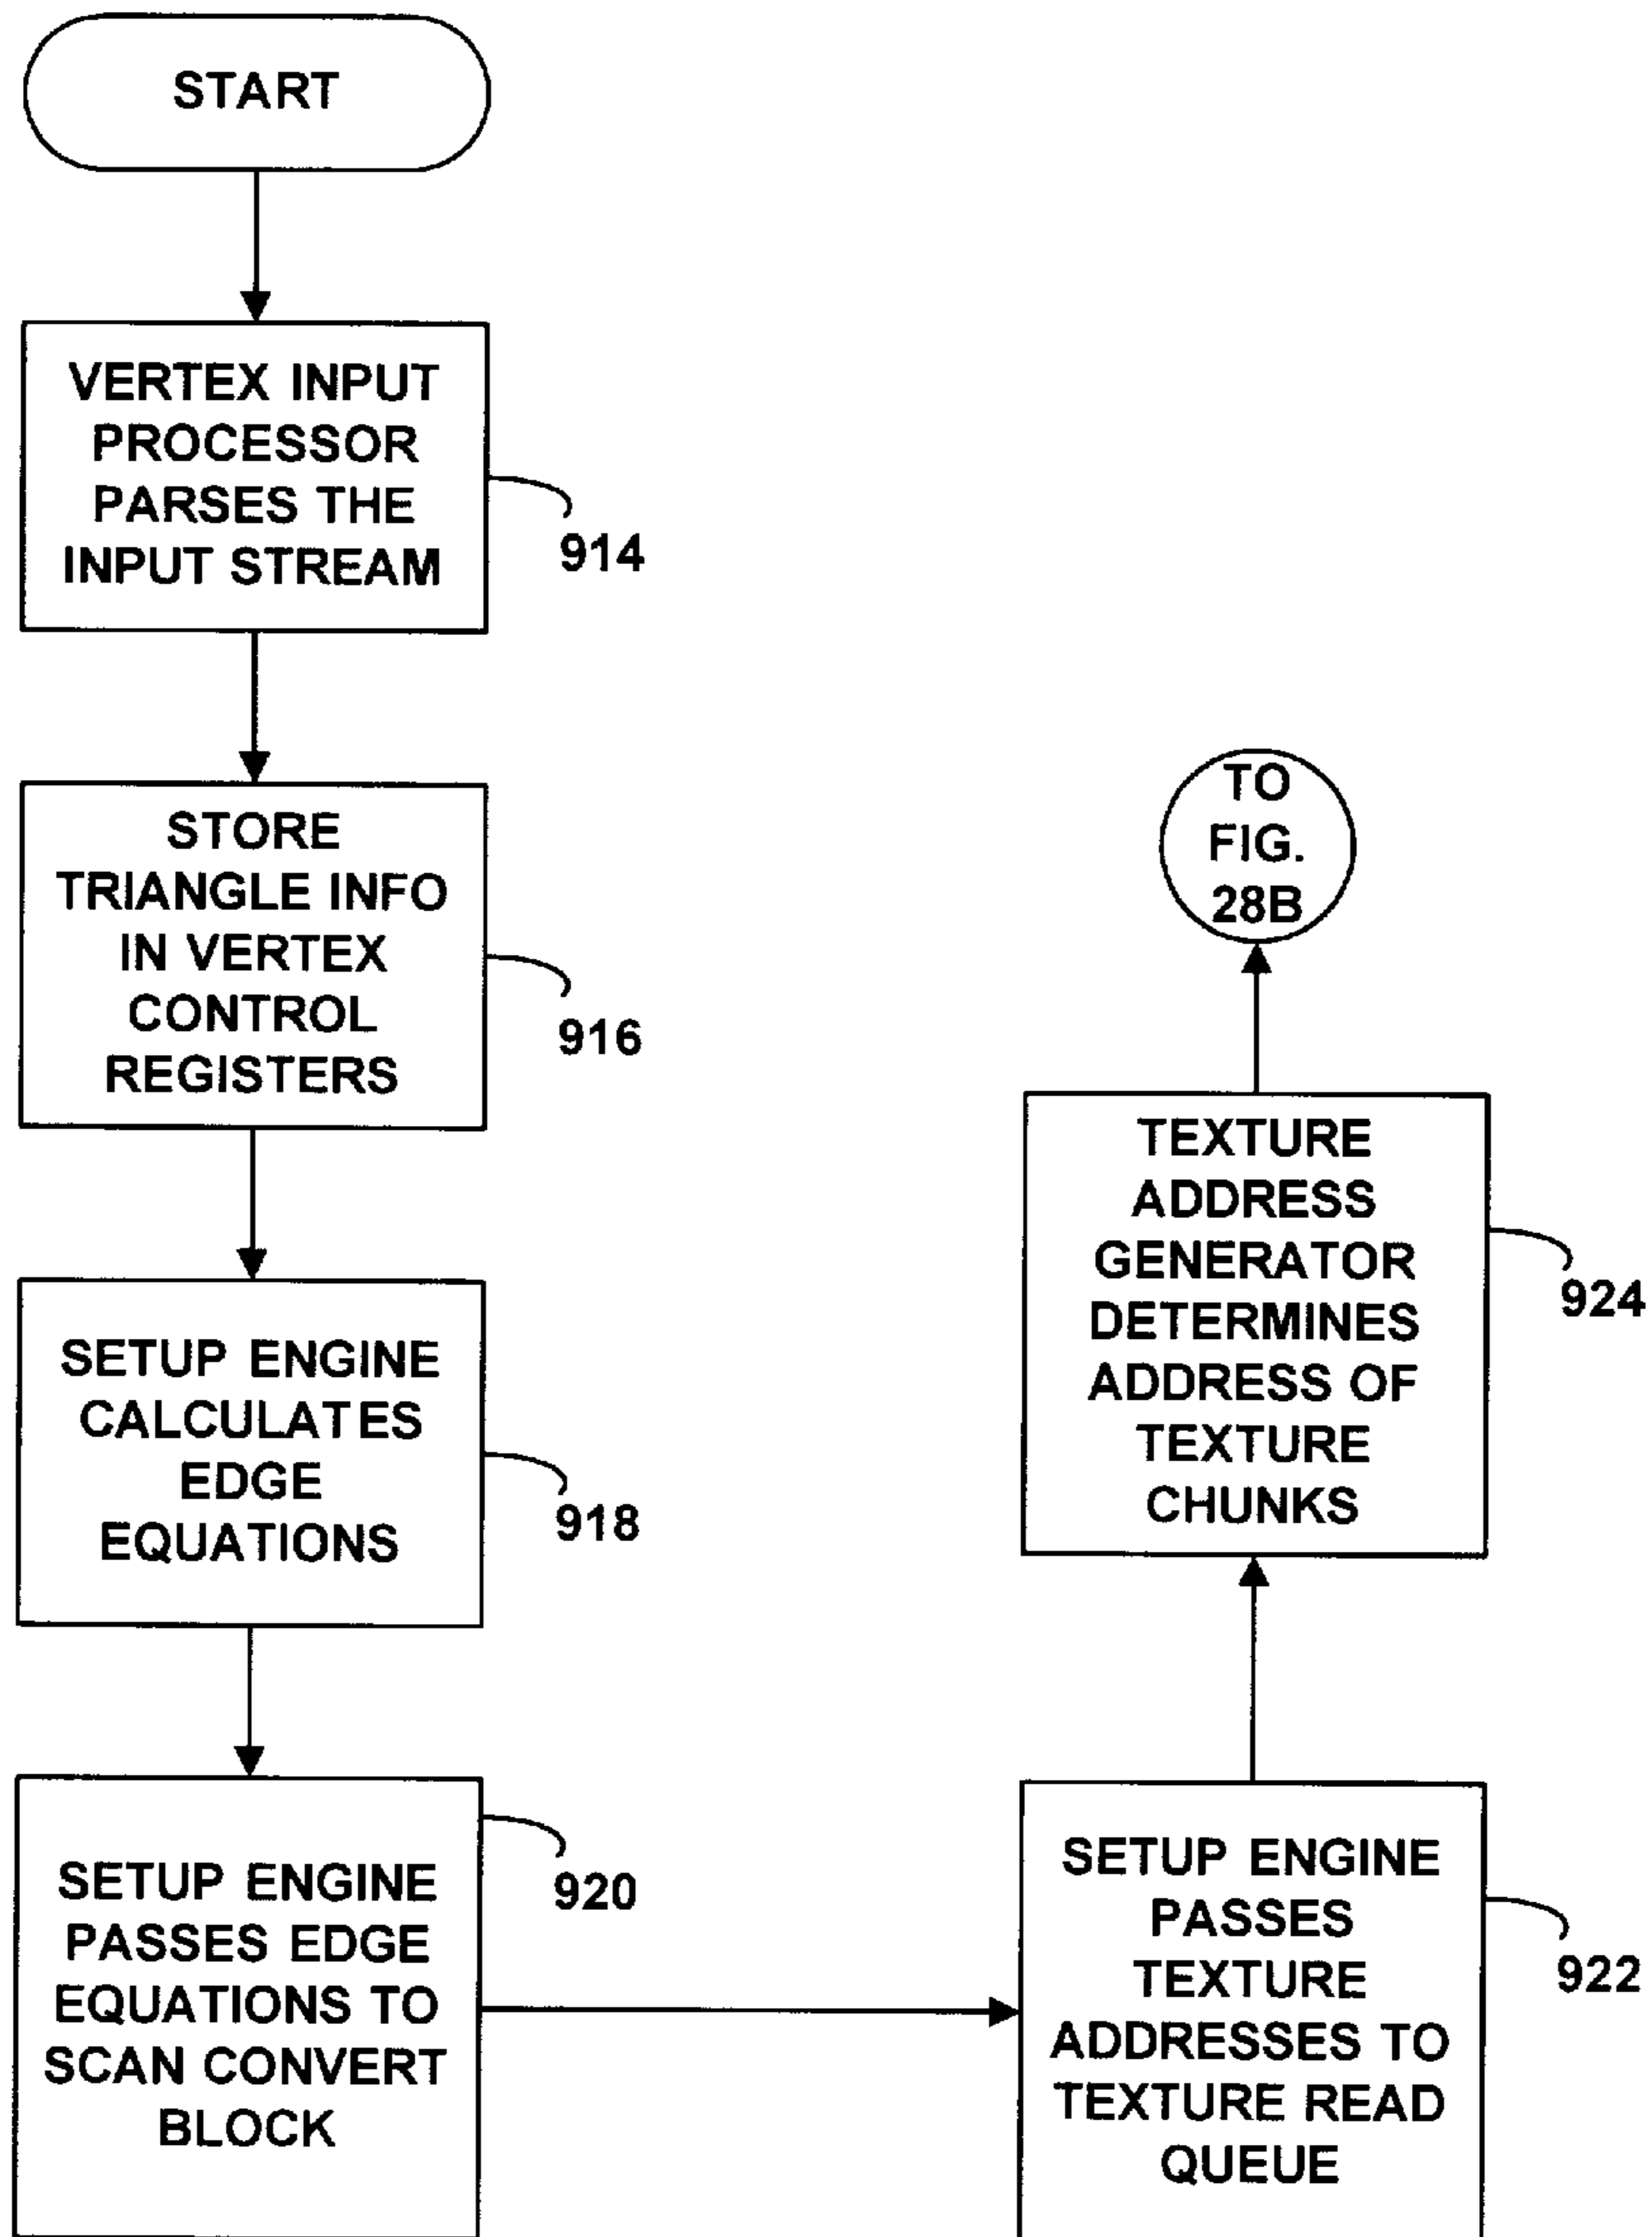 START
VERTEX INPUT
PROCESSOR
PARSES THE
INPUT STREAM
914
STORE
TRIANGLE INFO
IN VERTEX
CONTROL
REGISTERS
916
SETUP ENGINE
CALCULATES
EDGE
EQUATIONS
918
SETUP ENGINE
PASSES EDGE
EQUATIONS TO
SCAN CONVERT
BLOCK
920
SETUP ENGINE
PASSES
TEXTURE
ADDRESSES TO
TEXTURE READ
QUEUE
922
TEXTURE
ADDRESS
GENERATOR
DETERMINES
ADDRESS OF
TEXTURE
CHUNKS
924
TO
FIG.
28B